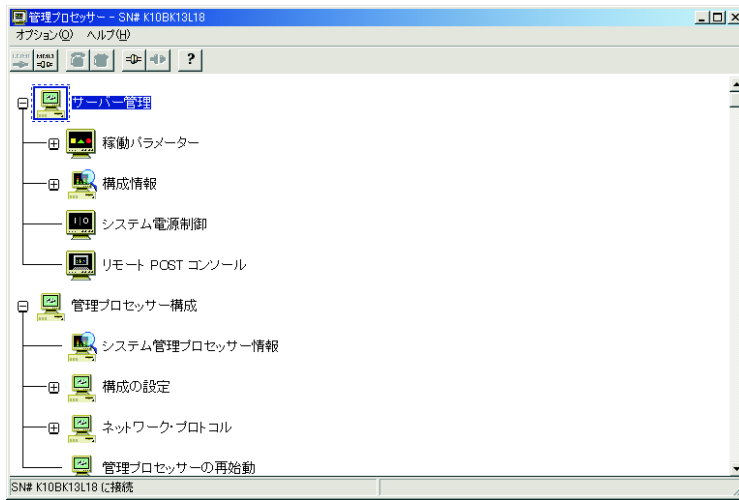 管理プロセッサー - SN# K10BK13L18
オプション(O) ヘルプ(H)
?
サーバー管理
稼働パラメーター
構成情報
システム電源制御
リモート POST コンソール
管理プロセッサー構成
システム管理プロセッサー情報
構成の設定
ネットワーク・プロトコル
管理プロセッサーの再始動
SN# K10BK13L18 に接続